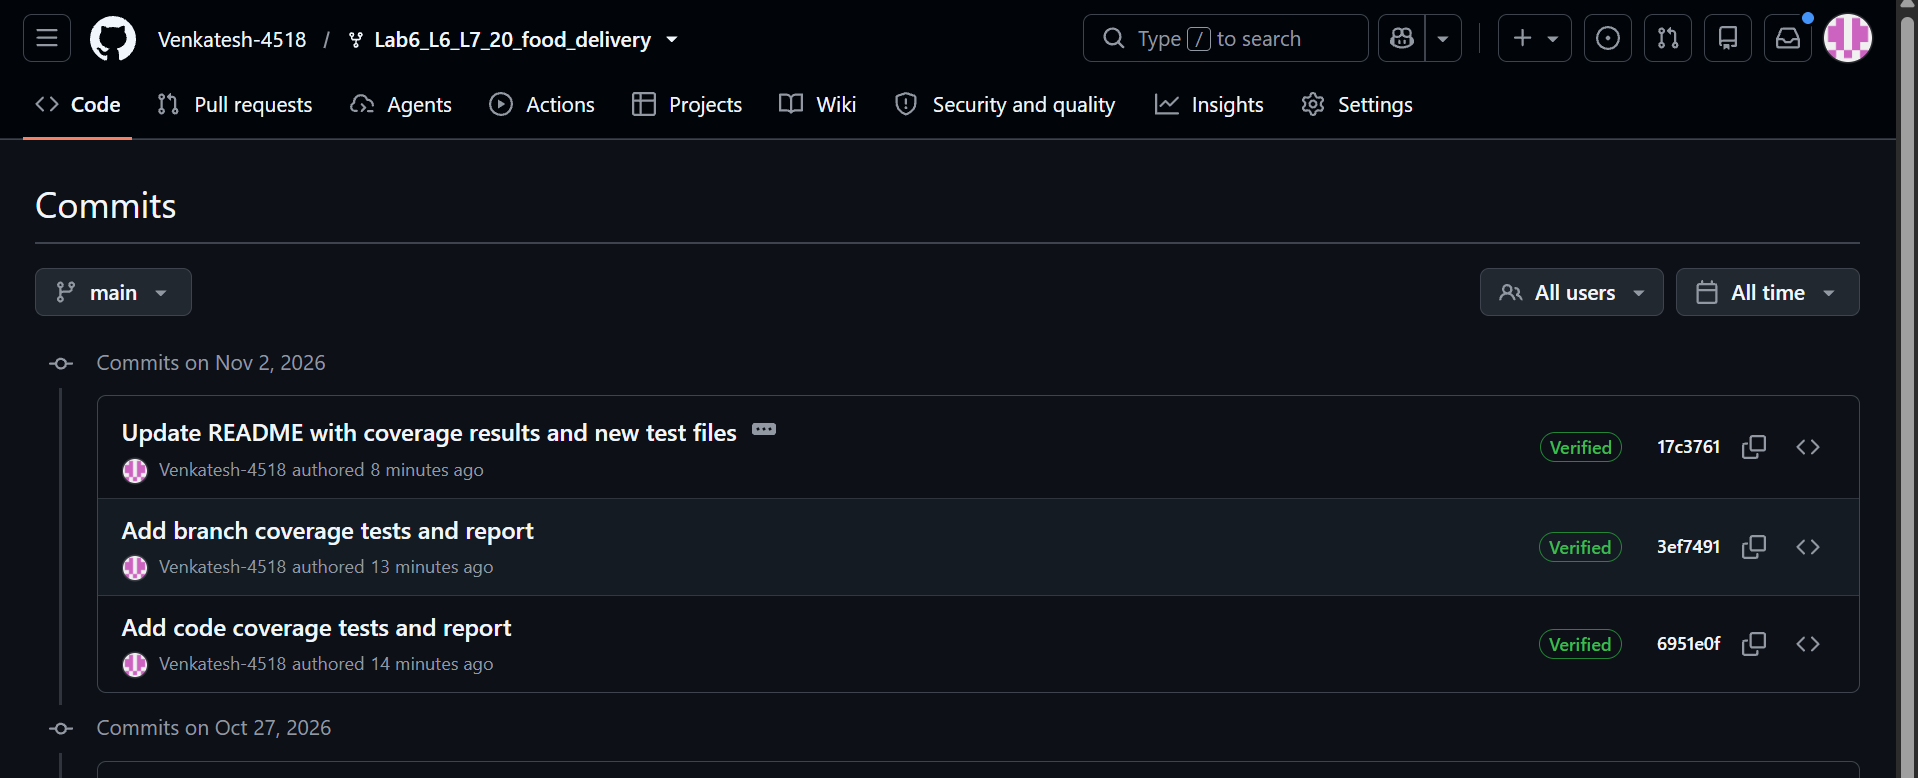 Venkatesh-4518 / Lab6_L6_L7_20_food_delivery
Type / to search
Code Pull requests Agents Actions Projects Wiki Security and quality Insights Settings
Commits
main All users All time
Commits on Nov 2, 2026
Update README with coverage results and new test files
Venkatesh-4518 authored 8 minutes ago
Verified 17c3761
Add branch coverage tests and report
Venkatesh-4518 authored 13 minutes ago
Verified 3ef7491
Add code coverage tests and report
Venkatesh-4518 authored 14 minutes ago
Verified 6951e0f
Commits on Oct 27, 2026